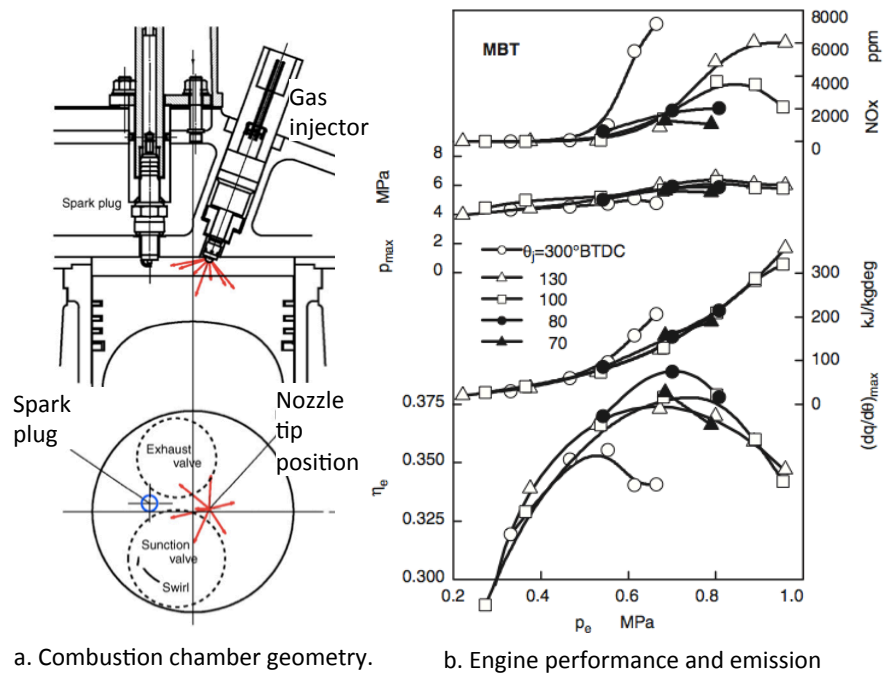 Gas
injector
Spark plug
Spark
plug
Nozzle
tip
position
Exhaust
valve
Sunction
valve
Swirl
a. Combustion chamber geometry.
MBT
8000
6000
4000
2000
0
ppm
NOx
8
6
4
2
0
MPa
pmax
θj=300°BTDC
130
100
80
70
300
200
100
0
kJ/kgdeg
(dq/dθ)max
0.375
0.350
0.325
0.300
ηe
0.2
0.4
0.6
0.8
1.0
pe MPa
b. Engine performance and emission